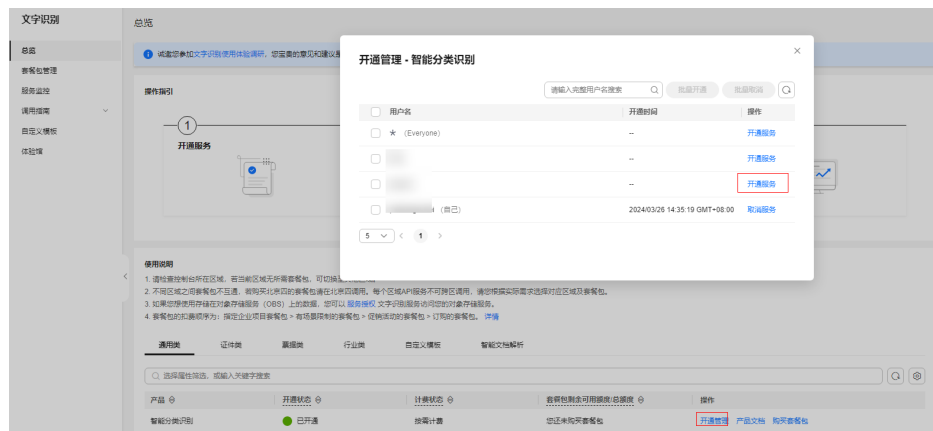 文字识别
总览
总览
套餐包管理
服务监控
调用指南
自定义模板
体验馆
诚邀您参加文字识别使用体验调研，您宝贵的意见和建议是
操作指引
1
开通服务
开通管理 - 智能分类识别
请输入完整用户名搜索 批量开通 批量取消
用户名 开通时间 操作
* (Everyone) -- 开通服务
-- 开通服务
-- 开通服务
（自己） 2024/03/26 14:35:19 GMT+08:00 取消服务
5 < 1 >
使用说明
1. 请检查控制台所在区域，若当前区域无所需套餐包，可切换
2. 不同区域之间套餐包不互通，若购买北京四的套餐包请在北京四调用。每个区域API服务不可跨区调用，请您根据实际需求选择对应区域及套餐包。
3. 如果您想使用存储在对象存储服务（OBS）上的数据，您可以 服务授权 文字识别服务访问您的对象存储服务。
4. 套餐包的扣费顺序为：指定企业项目套餐包 > 有场景限制的套餐包 > 促销活动的套餐包 > 订购的套餐包。 详情
通用类 证件类 票据类 行业类 自定义模板 智能文档解析
选择属性筛选，或输入关键字搜索
产品 开通状态 计费状态 套餐包剩余可用额度/总额度 操作
智能分类识别 已开通 按需计费 您还未购买套餐包 开通管理 产品文档 购买套餐包